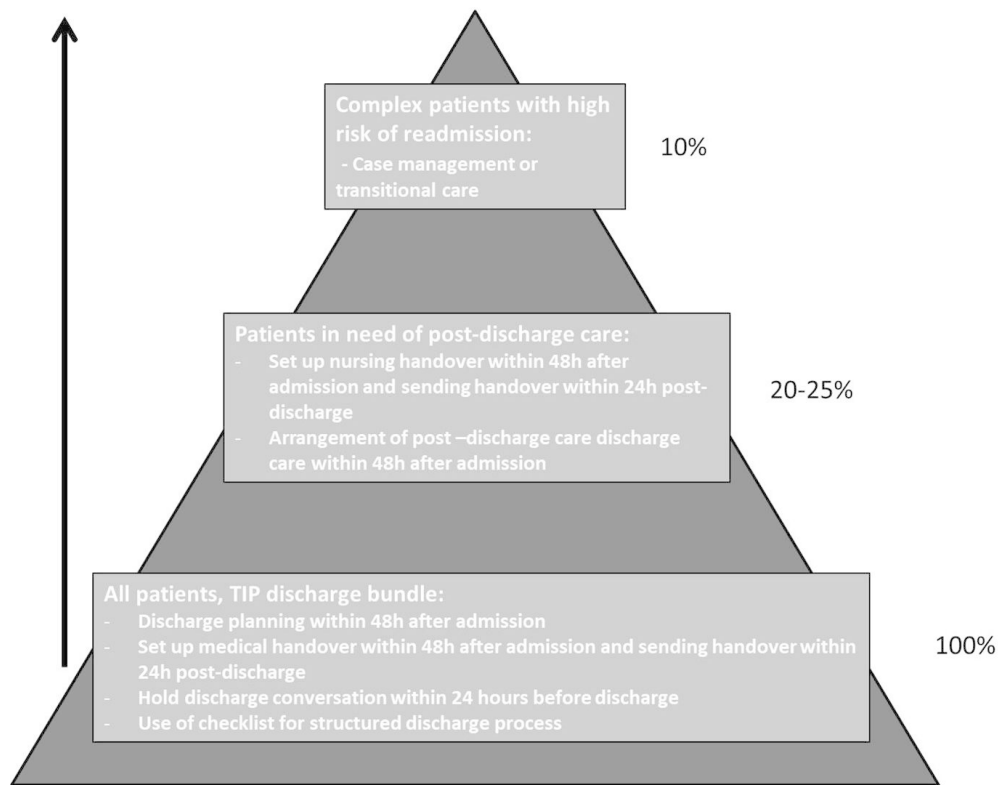 Complex patients with high
risk of readmission:
- Case management or
transitional care
10%
Patients in need of post-discharge care:
- Set up nursing handover within 48h after
admission and sending handover within 24h post-
discharge
- Arrangement of post –discharge care discharge
care within 48h after admission
20-25%
All patients, TIP discharge bundle:
- Discharge planning within 48h after admission
- Set up medical handover within 48h after admission and sending handover within
24h post-discharge
- Hold discharge conversation within 24 hours before discharge
- Use of checklist for structured discharge process
100%